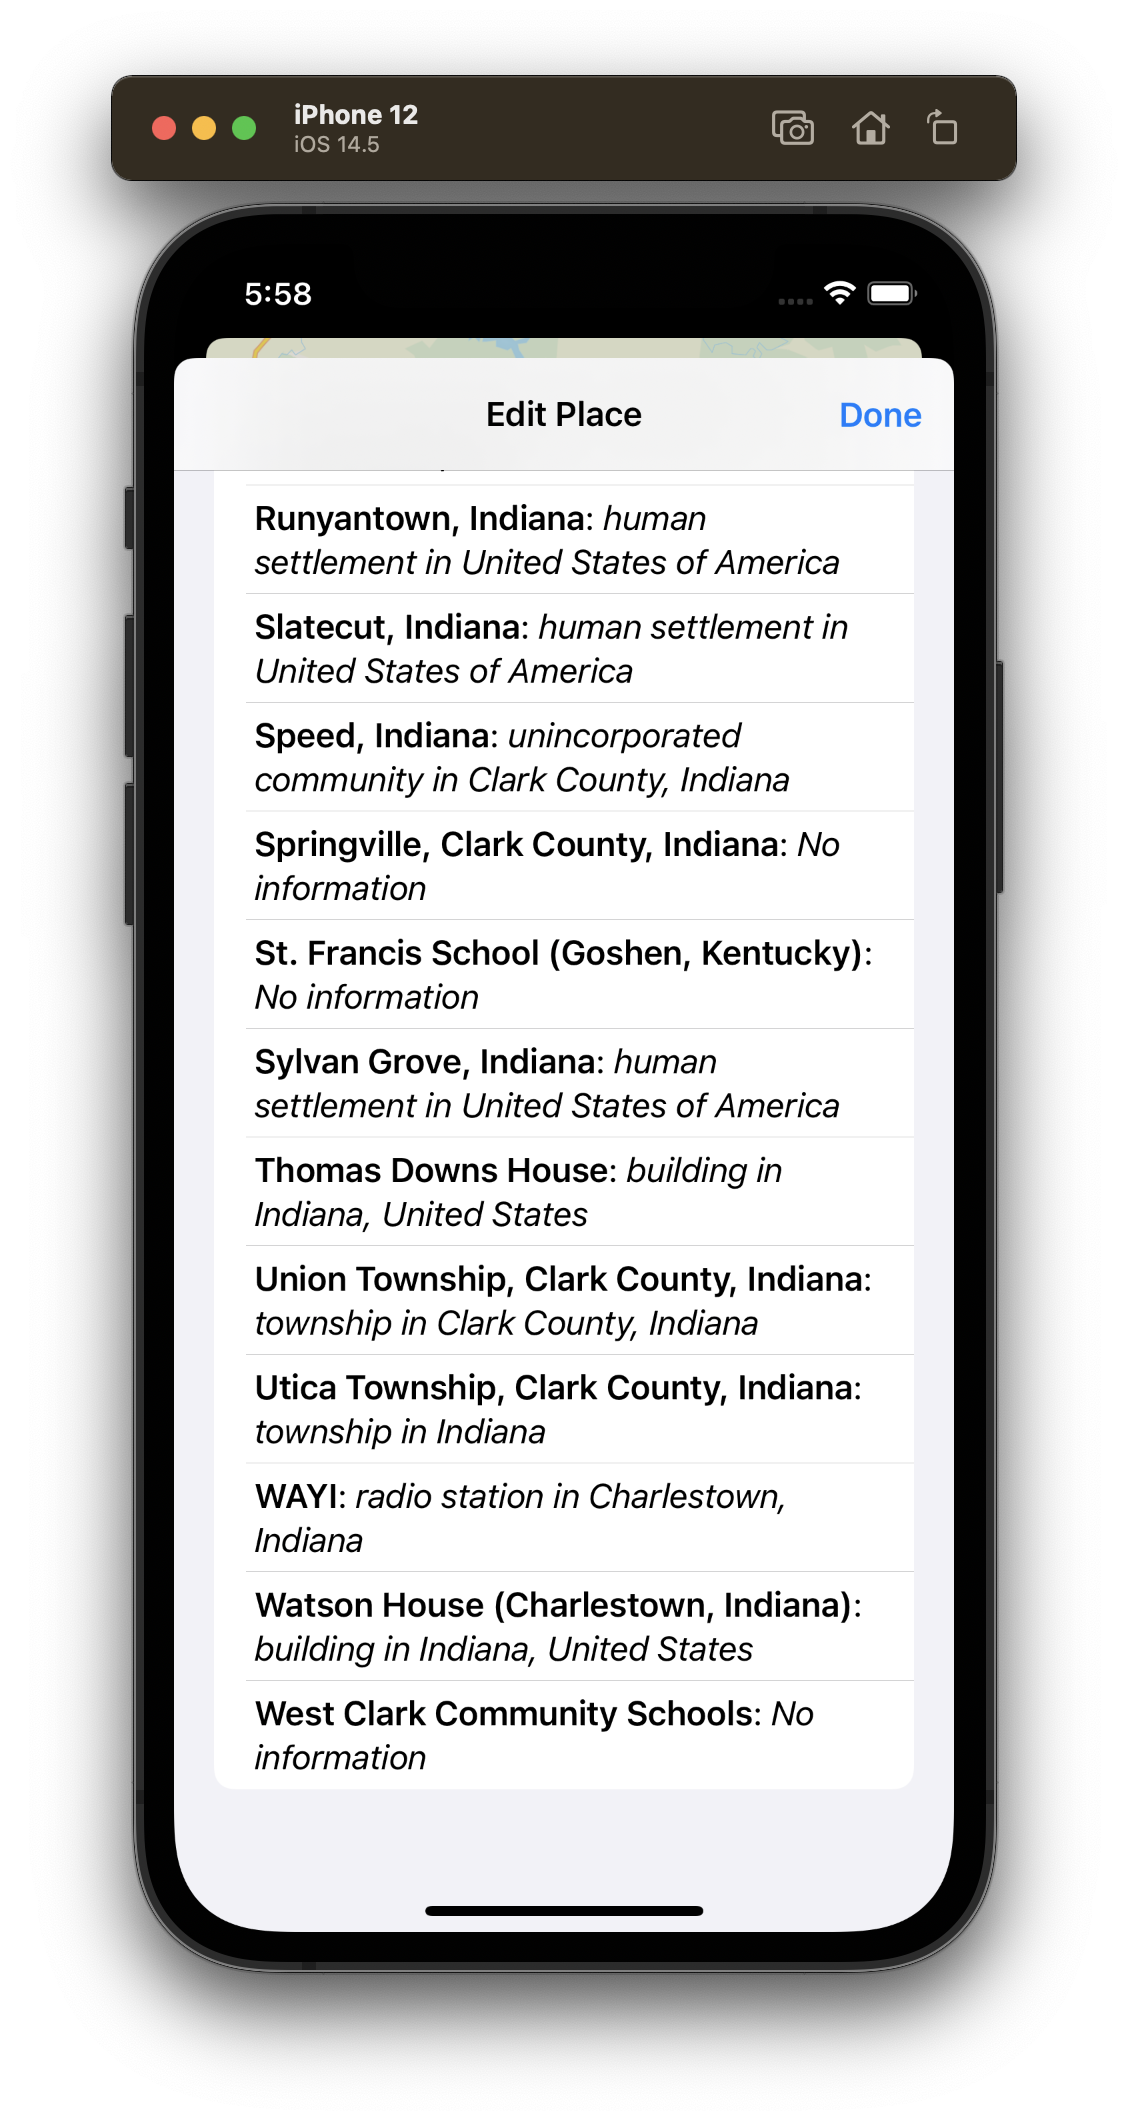 iPhone 12
iOS 14.5
5:58
Edit Place
Done
Runyantown, Indiana: human
settlement in United States of America
Slatecut, Indiana: human settlement in
United States of America
Speed, Indiana: unincorporated
community in Clark County, Indiana
Springville, Clark County, Indiana: No
information
St. Francis School (Goshen, Kentucky):
No information
Sylvan Grove, Indiana: human
settlement in United States of America
Thomas Downs House: building in
Indiana, United States
Union Township, Clark County, Indiana:
township in Clark County, Indiana
Utica Township, Clark County, Indiana:
township in Indiana
WAYI: radio station in Charlestown,
Indiana
Watson House (Charlestown, Indiana):
building in Indiana, United States
West Clark Community Schools: No
information